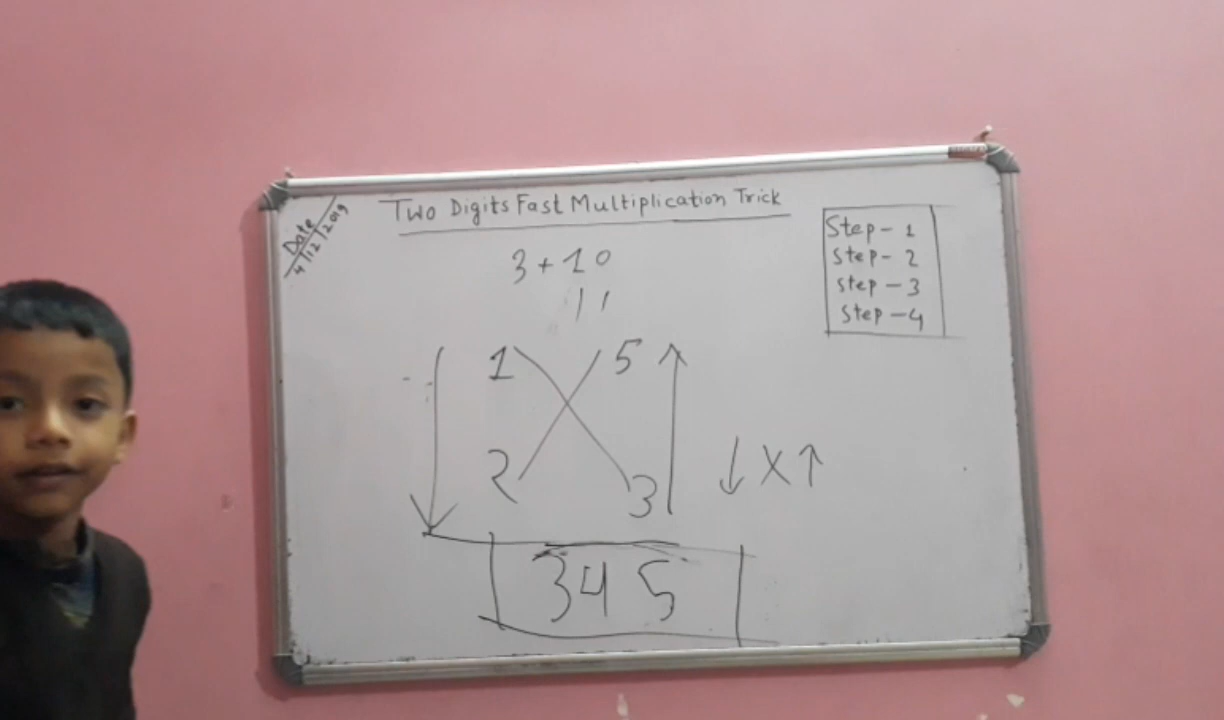 Two Digits Fast Multiplication Trick
Date
4/12/2019
Step- 1
Step- 2
Step -3
Step -4
3+10
11
1 5
2 3
↓ X ↑
345